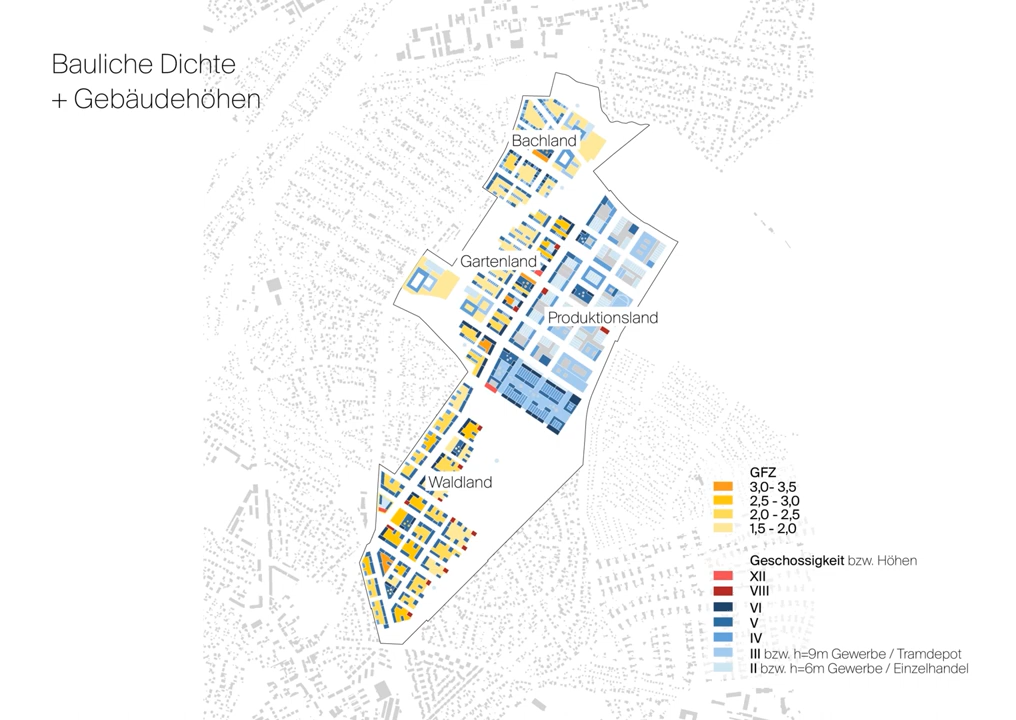 Bauliche Dichte
+ Gebäudehöhen
Bachland
Gartenland
Produktionsland
Waldland
GFZ
3,0- 3,5
2,5 - 3,0
2,0 - 2,5
1,5 - 2,0
Geschossigkeit bzw. Höhen
XII
VIII
VI
V
IV
III bzw. h=9m Gewerbe / Tramdepot
II bzw. h=6m Gewerbe / Einzelhandel